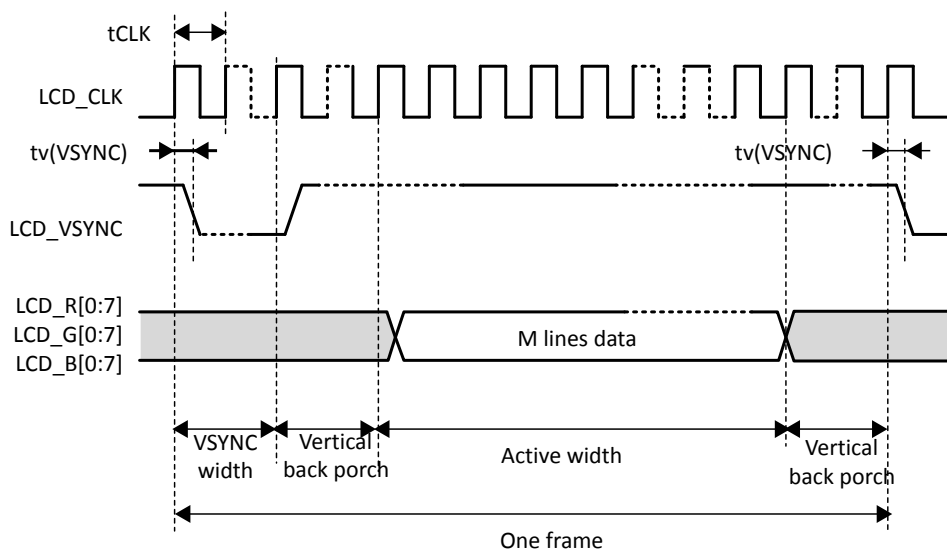 tCLK
LCD_CLK
tv(VSYNC)
tv(VSYNC)
LCD_VSYNC
LCD_R[0:7]
LCD_G[0:7]
LCD_B[0:7]
M lines data
VSYNC
width
Vertical
back porch
Active width
Vertical
back porch
One frame